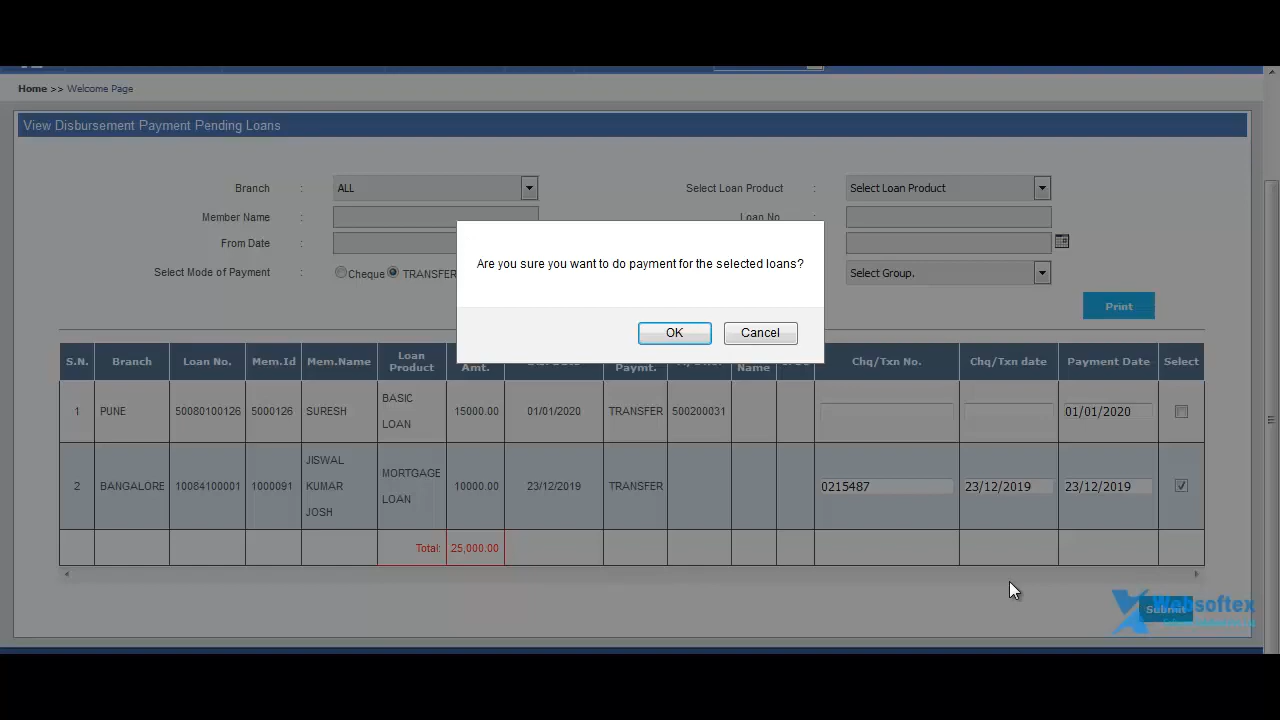 Home >> Welcome Page
View Disbursement Payment Pending Loans
Branch : ALL Select Loan Product : Select Loan Product
Member Name : Loan No.
From Date :
Select Mode of Payment : Cheque TRANSFER Select Group.
Are you sure you want to do payment for the selected loans?
OK Cancel
Print
S.N. Branch Loan No. Mem.Id Mem.Name Loan Product Amt. Paymt. Name Chq/Txn No. Chq/Txn date Payment Date Select
1 PUNE 50080100126 5000126 SURESH BASIC LOAN 15000.00 01/01/2020 TRANSFER 500200031 01/01/2020
2 BANGALORE 10084100001 1000091 JISWAL KUMAR JOSH MORTGAGE LOAN 10000.00 23/12/2019 TRANSFER 0215487 23/12/2019 23/12/2019
Total: 25,000.00
Submit
Websoftex